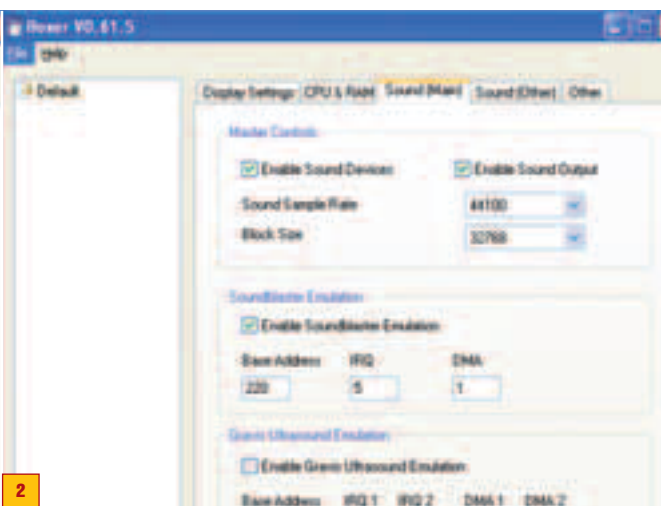 Boxer V0.61.5
File Help
Default
Display Settings CPU & RAM Sound (Main) Sound (Other) Other
Master Controls
Enable Sound Devices Enable Sound Output
Sound Sample Rate 44100
Block Size 32768
Soundblaster Emulation
Enable Soundblaster Emulation
Base Address IRQ DMA
220 5 1
Gravis Ultrasound Emulation
Enable Gravis Ultrasound Emulation
Base Address IRQ 1 IRQ 2 DMA 1 DMA 2
2